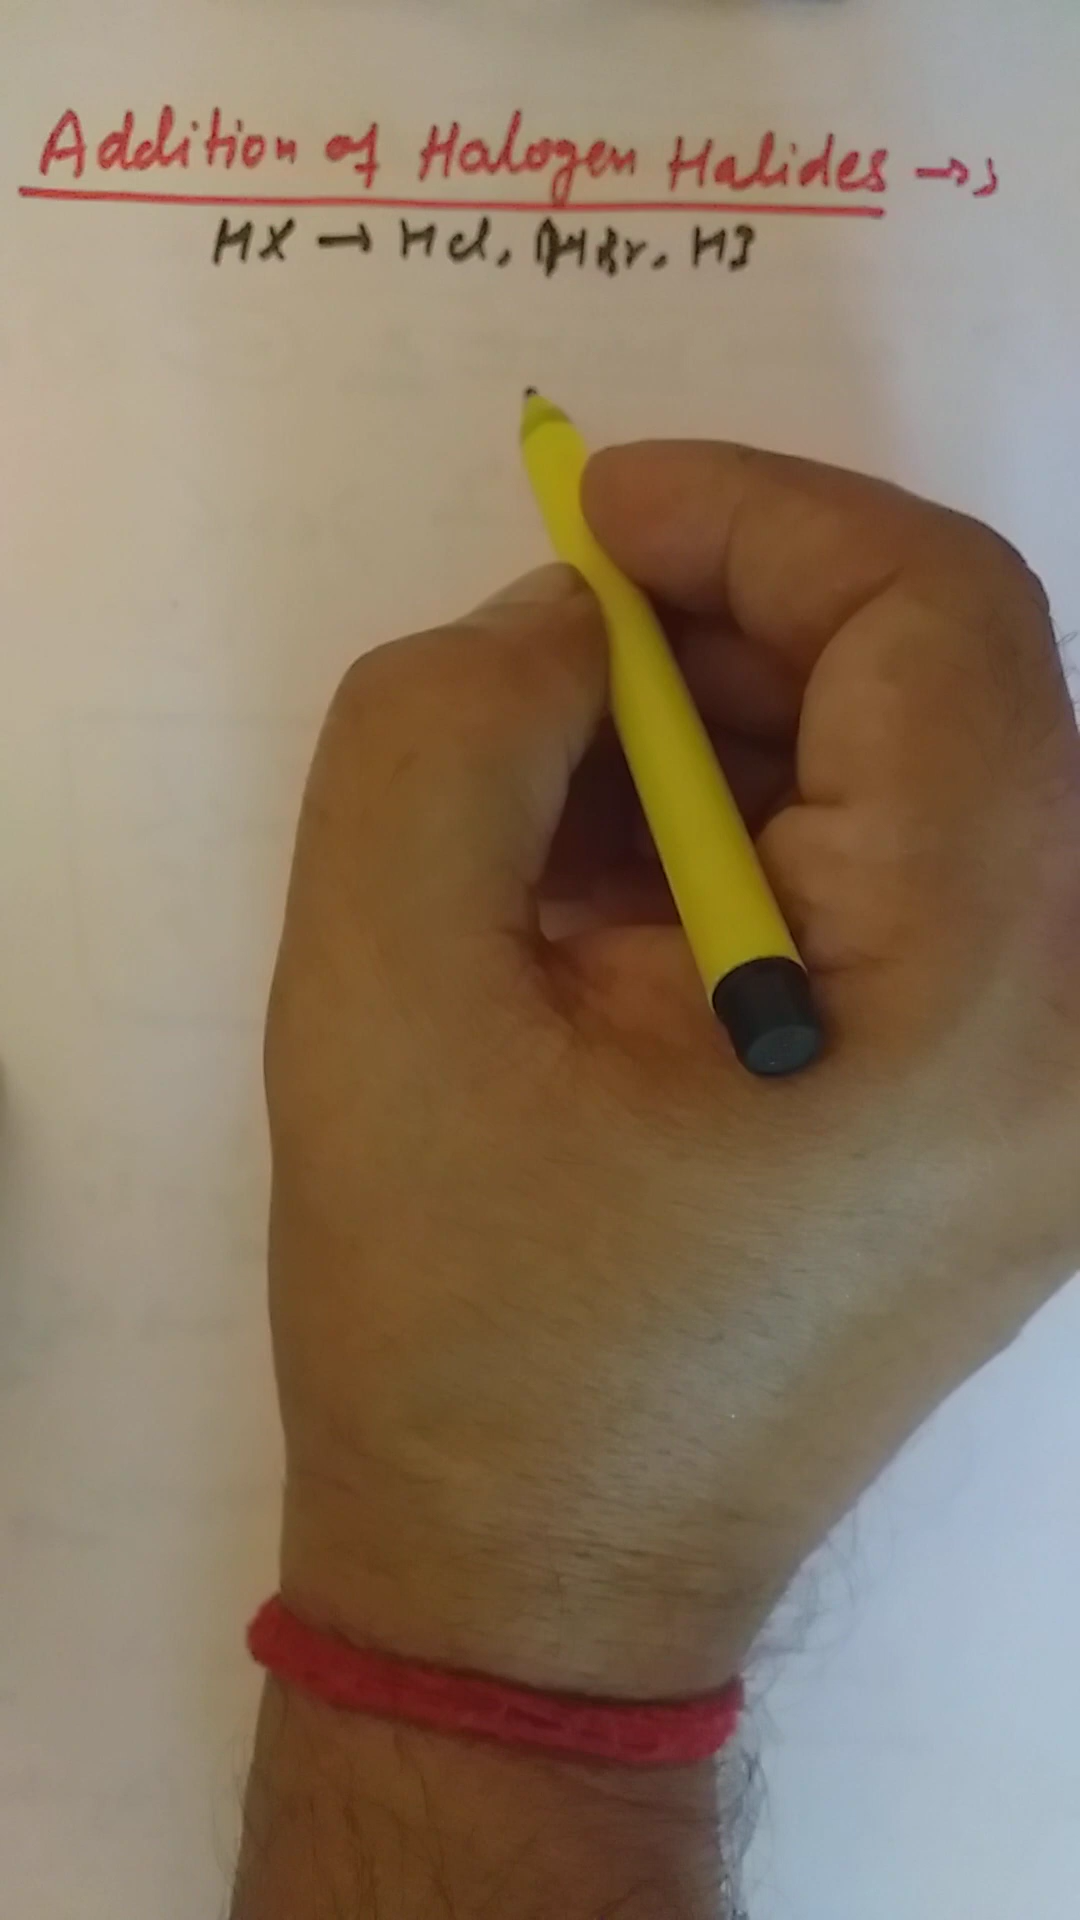 Addition of Halogen Halides →
HX → HCl, HBr, HI